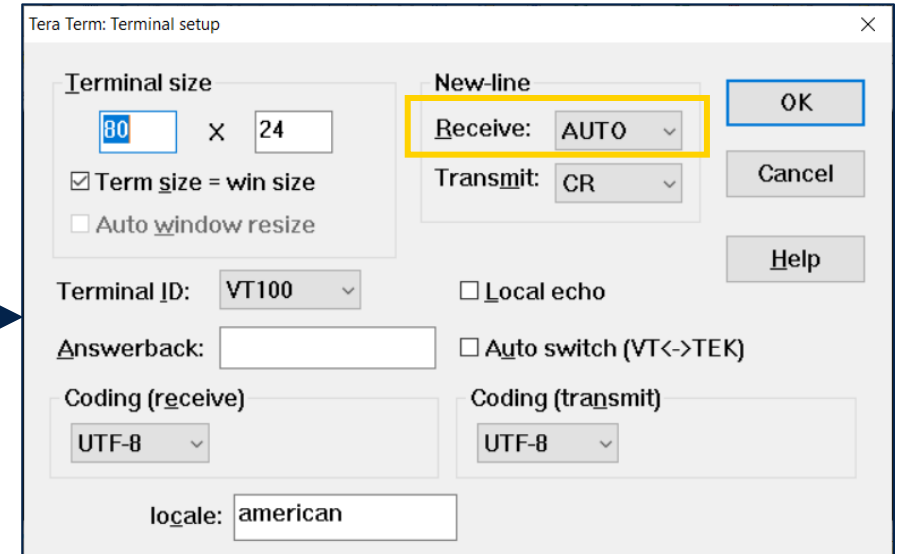 Tera Term: Terminal setup
Terminal size
80 X 24
Term size = win size
Auto window resize
New-line
Receive: AUTO
Transmit: CR
OK
Cancel
Help
Terminal ID: VT100
Local echo
Answerback:
Auto switch (VT<->TEK)
Coding (receive)
UTF-8
Coding (transmit)
UTF-8
locale: american